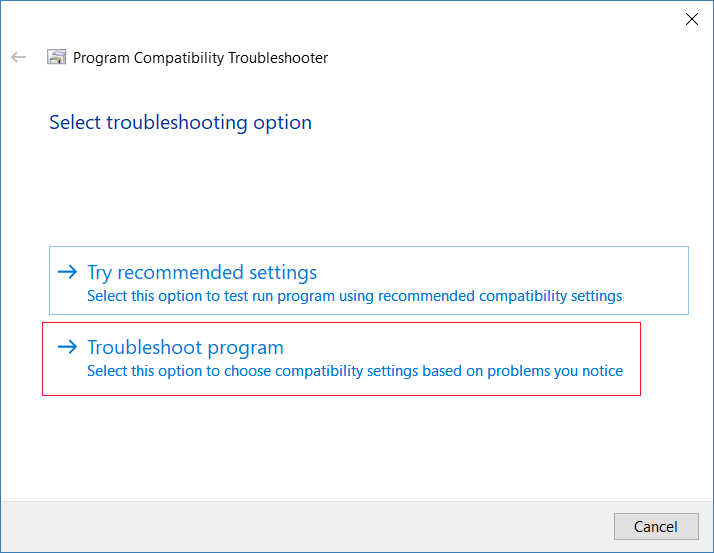 Program Compatibility Troubleshooter
Select troubleshooting option
Try recommended settings
Select this option to test run program using recommended compatibility settings
Troubleshoot program
Select this option to choose compatibility settings based on problems you notice
Cancel